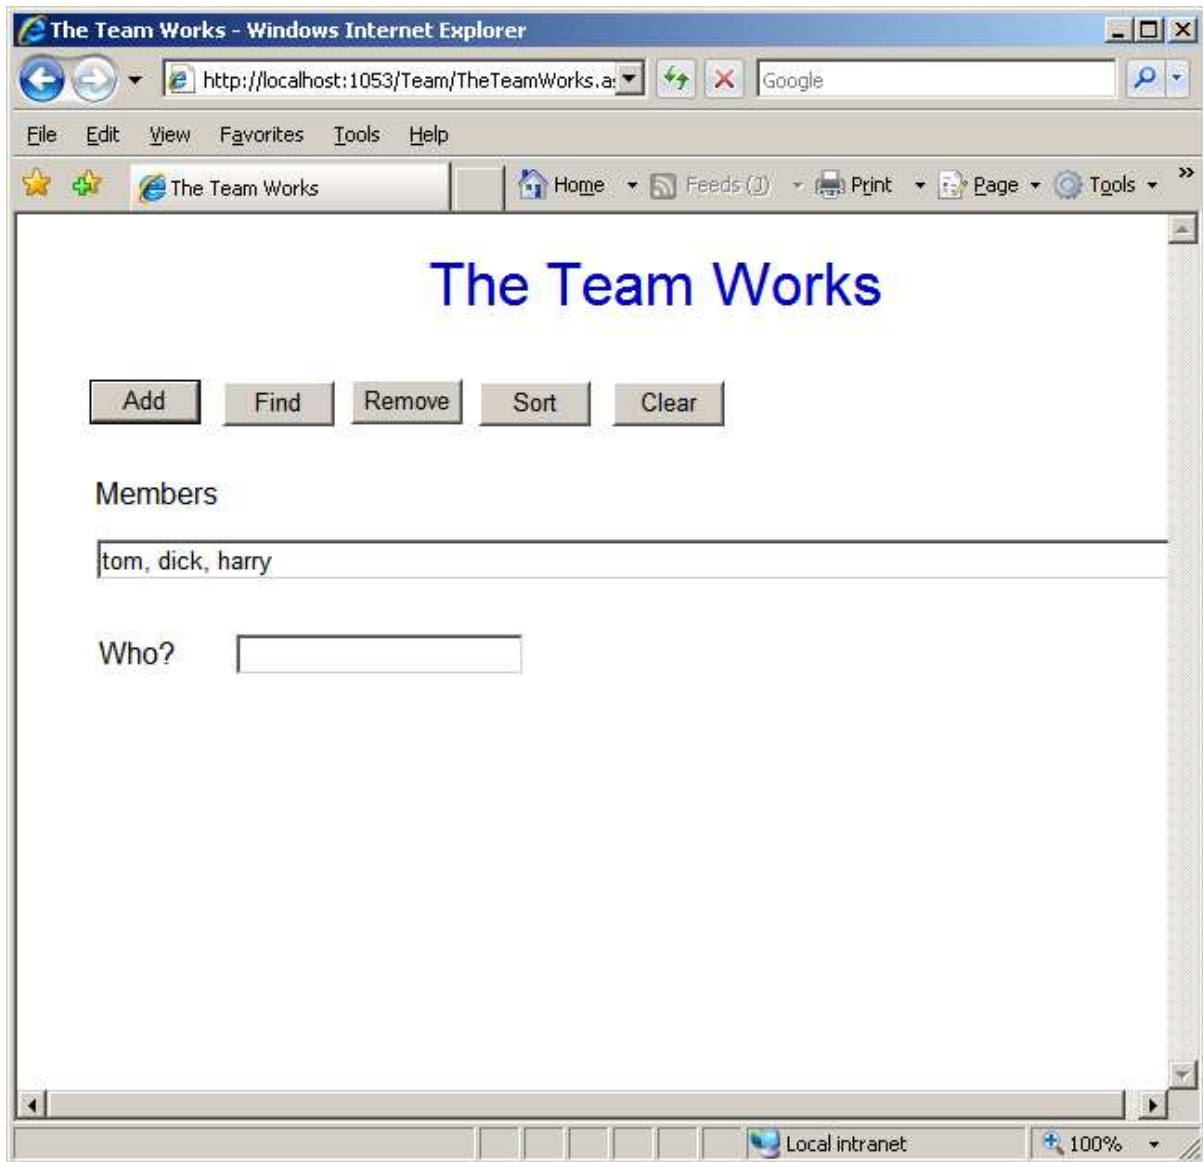 The Team Works - Windows Internet Explorer
http://localhost:1053/Team/TheTeamWorks.a
Google
File Edit View Favorites Tools Help
The Team Works
Home Feeds (J) Print Page Tools »
The Team Works
Add Find Remove Sort Clear
Members
tom, dick, harry
Who?
Local intranet 100%